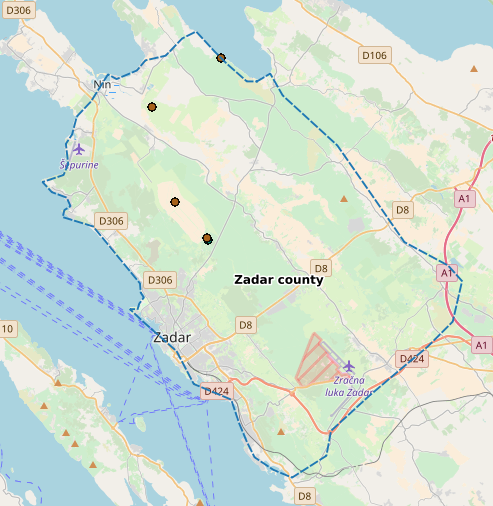 D306
D106
Nin
Šepurine
A1
D8
D306
D8
A1
D306
Zadar county
D8
10
Zadar
A1
D424
Zračna
luka Zadar
D424
D8